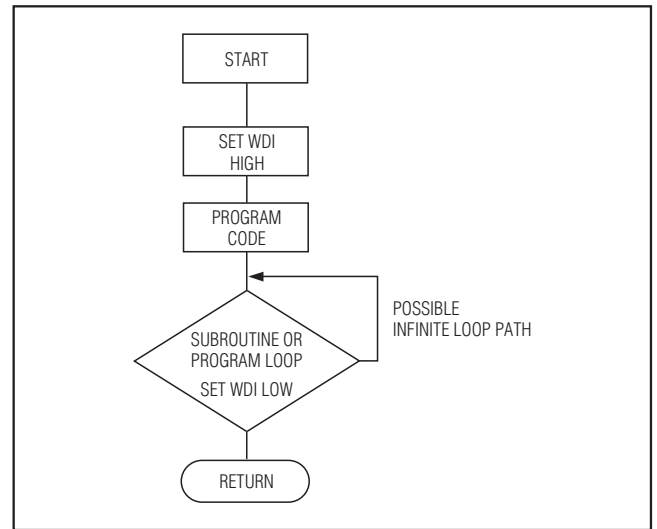 START
SET WDI
HIGH
PROGRAM
CODE
SUBROUTINE OR
PROGRAM LOOP
SET WDI LOW
POSSIBLE
INFINITE LOOP PATH
RETURN